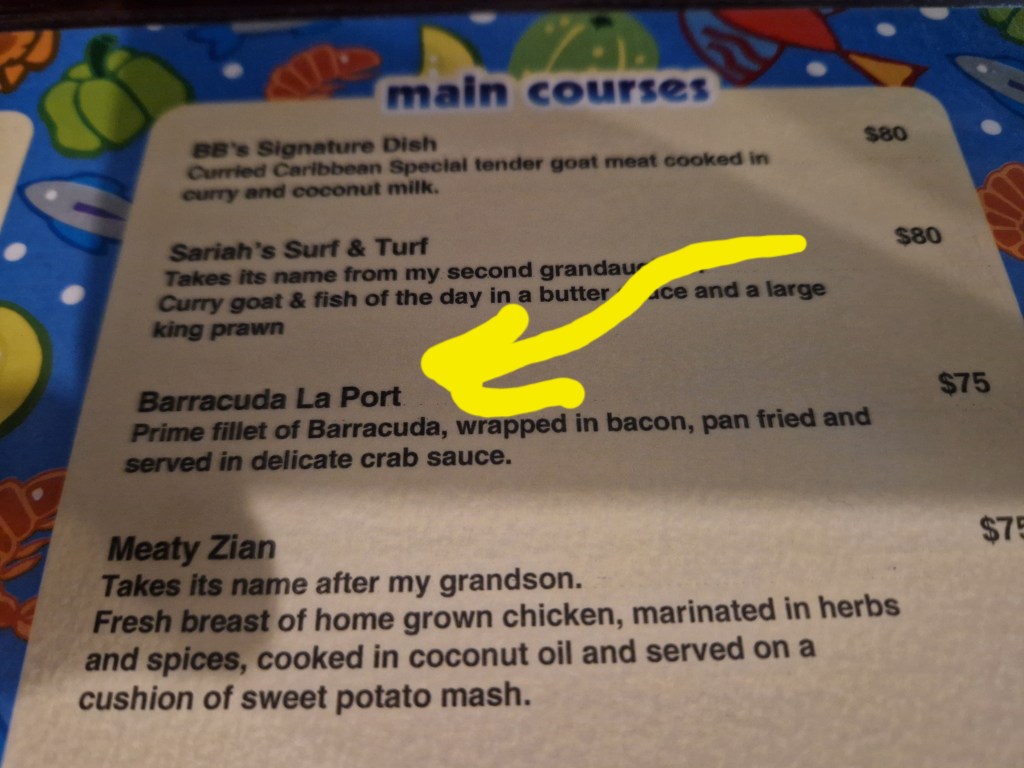 main courses
BB's Signature Dish $80
Curried Caribbean Special tender goat meat cooked in
curry and coconut milk.
Sariah's Surf & Turf $80
Takes its name from my second
Curry goat & fish of the day in a butter and a large
king prawn
Barracuda La Port $75
Prime fillet of Barracuda, wrapped in bacon, pan fried and
served in delicate crab sauce.
Meaty Zian $75
Takes its name after my grandson.
Fresh breast of home grown chicken, marinated in herbs
and spices, cooked in coconut oil and served on a
cushion of sweet potato mash.